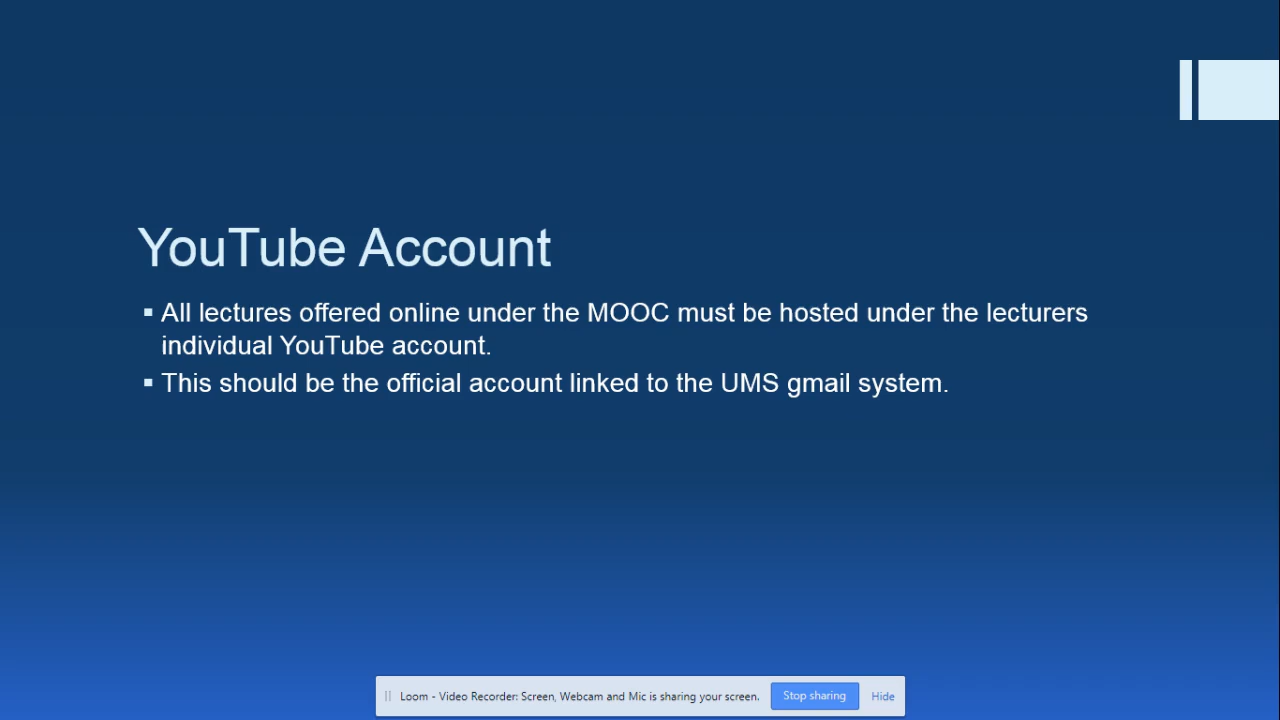 YouTube Account
▪ All lectures offered online under the MOOC must be hosted under the lecturers
individual YouTube account.
▪ This should be the official account linked to the UMS gmail system.
Loom - Video Recorder: Screen, Webcam and Mic is sharing your screen. Stop sharing Hide